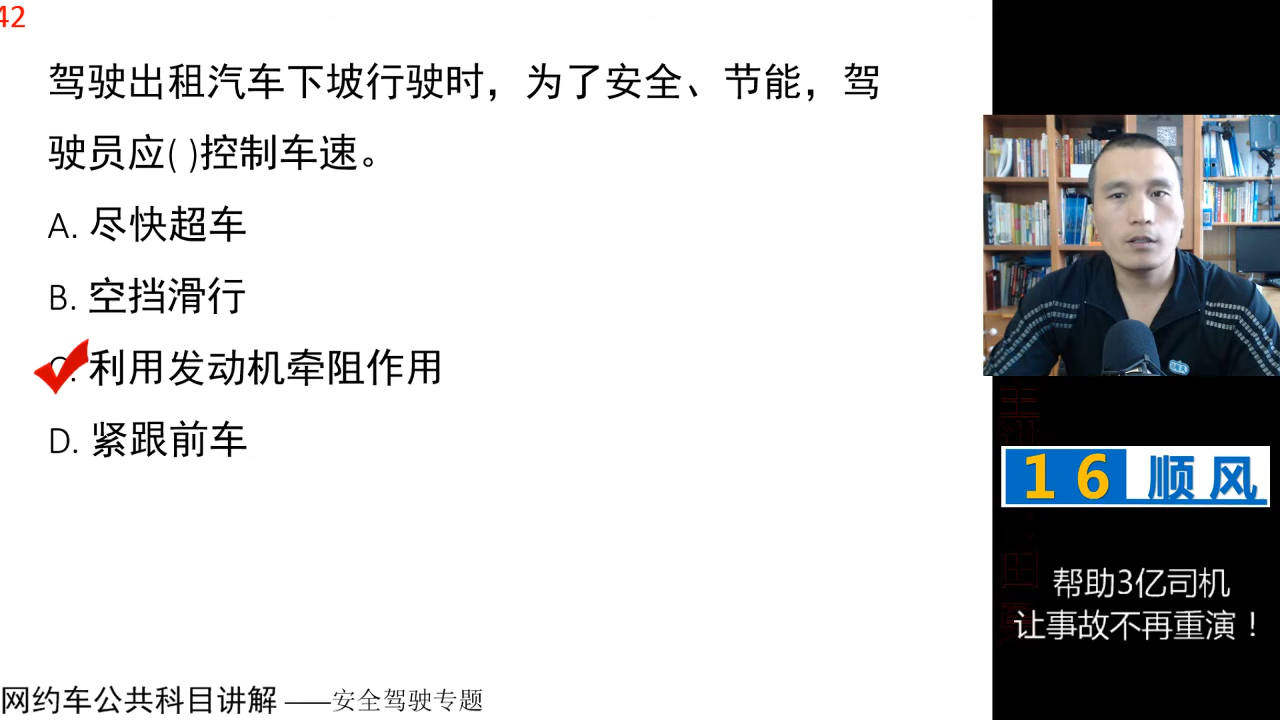 42
驾驶出租汽车下坡行驶时，为了安全、节能，驾
驶员应( )控制车速。
A. 尽快超车
B. 空挡滑行
C. 利用发动机牵阻作用
D. 紧跟前车
16顺风
帮助3亿司机
让事故不再重演！
网约车公共科目讲解 ——安全驾驶专题